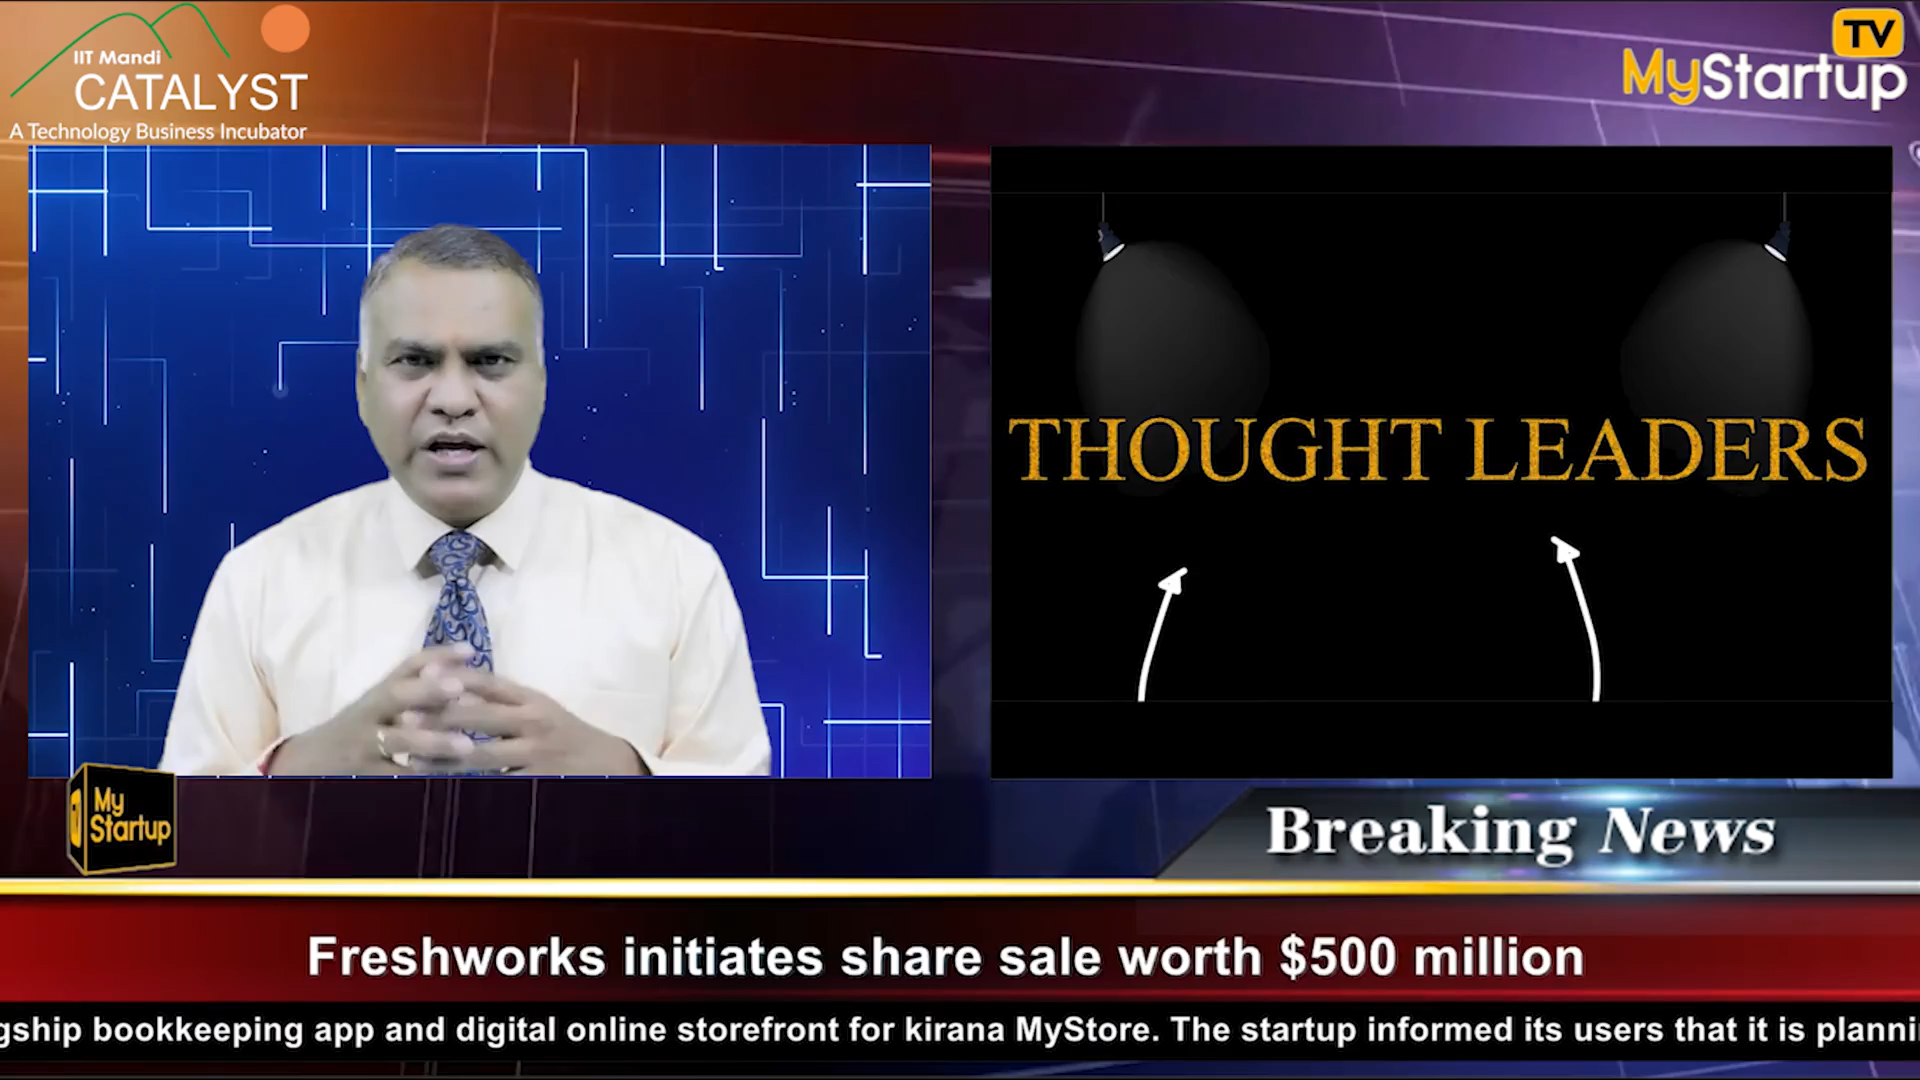 IIT Mandi
CATALYST
A Technology Business Incubator
TV
MyStartup
THOUGHT LEADERS
My
Startup
Breaking News
Freshworks initiates share sale worth $500 million
gship bookkeeping app and digital online storefront for kirana MyStore. The startup informed its users that it is planni